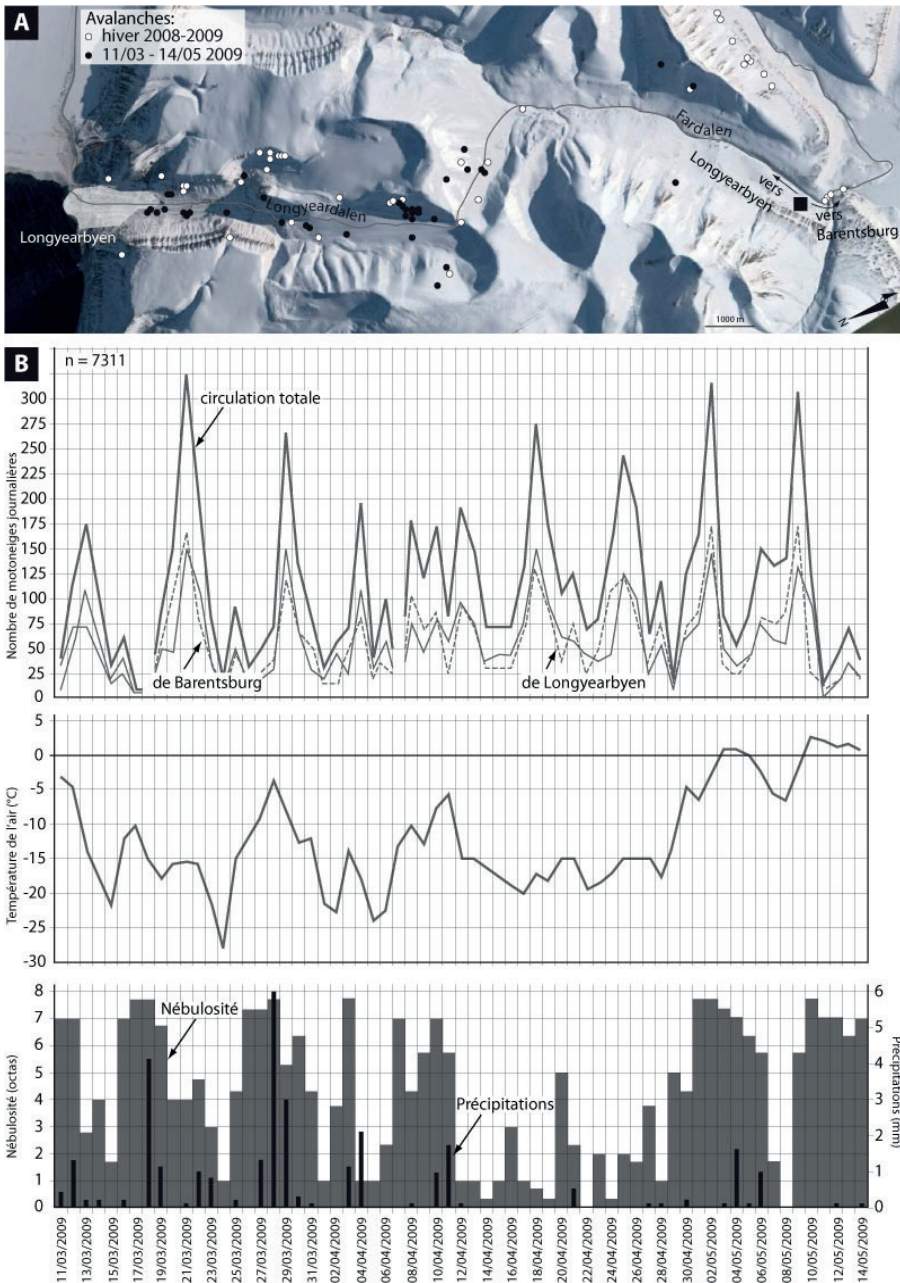 A
Avalanches:
hiver 2008-2009
11/03 - 14/05 2009
Fardalen
vers
Longyearbyen
vers
Barentsburg
Longyeardalen
Longyearbyen
1000 m
N
B
n = 7311
circulation totale
de Barentsburg
de Longyearbyen
Nombre de motoneiges journalières
300
275
250
225
200
175
150
125
100
75
50
25
0
Température de l'air (°C)
5
0
-5
-10
-15
-20
-25
-30
Nébulosité
Précipitations
Nébulosité (octas)
8
7
6
5
4
3
2
1
0
Précipitations (mm)
6
5
4
3
2
1
0
11/03/2009
13/03/2009
15/03/2009
17/03/2009
19/03/2009
21/03/2009
23/03/2009
25/03/2009
27/03/2009
29/03/2009
31/03/2009
02/04/2009
04/04/2009
06/04/2009
08/04/2009
10/04/2009
12/04/2009
14/04/2009
16/04/2009
18/04/2009
20/04/2009
22/04/2009
24/04/2009
26/04/2009
28/04/2009
30/04/2009
02/05/2009
04/05/2009
06/05/2009
08/05/2009
10/05/2009
12/05/2009
14/05/2009